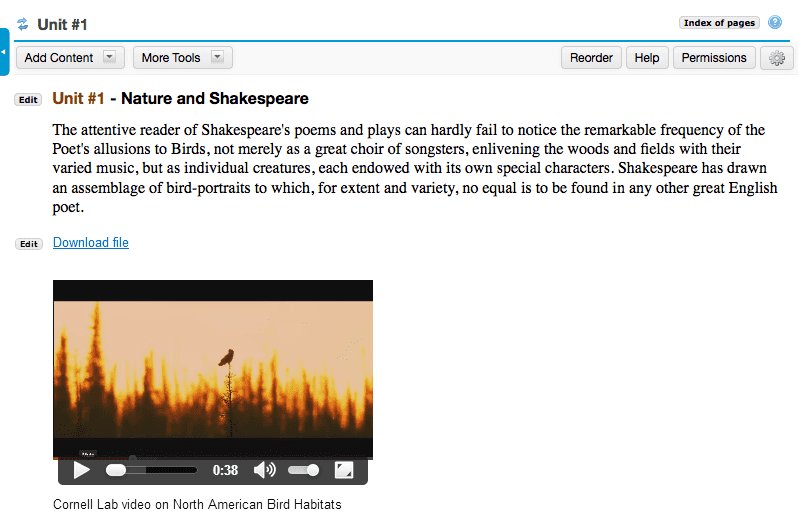 Unit #1
Index of pages
?
Add Content
More Tools
Reorder
Help
Permissions
Edit
Unit #1 - Nature and Shakespeare
The attentive reader of Shakespeare's poems and plays can hardly fail to notice the remarkable frequency of the
Poet's allusions to Birds, not merely as a great choir of songsters, enlivening the woods and fields with their
varied music, but as individual creatures, each endowed with its own special characters. Shakespeare has drawn
an assemblage of bird-portraits to which, for extent and variety, no equal is to be found in any other great English
poet.
Edit
Download file
0:38
Cornell Lab video on North American Bird Habitats